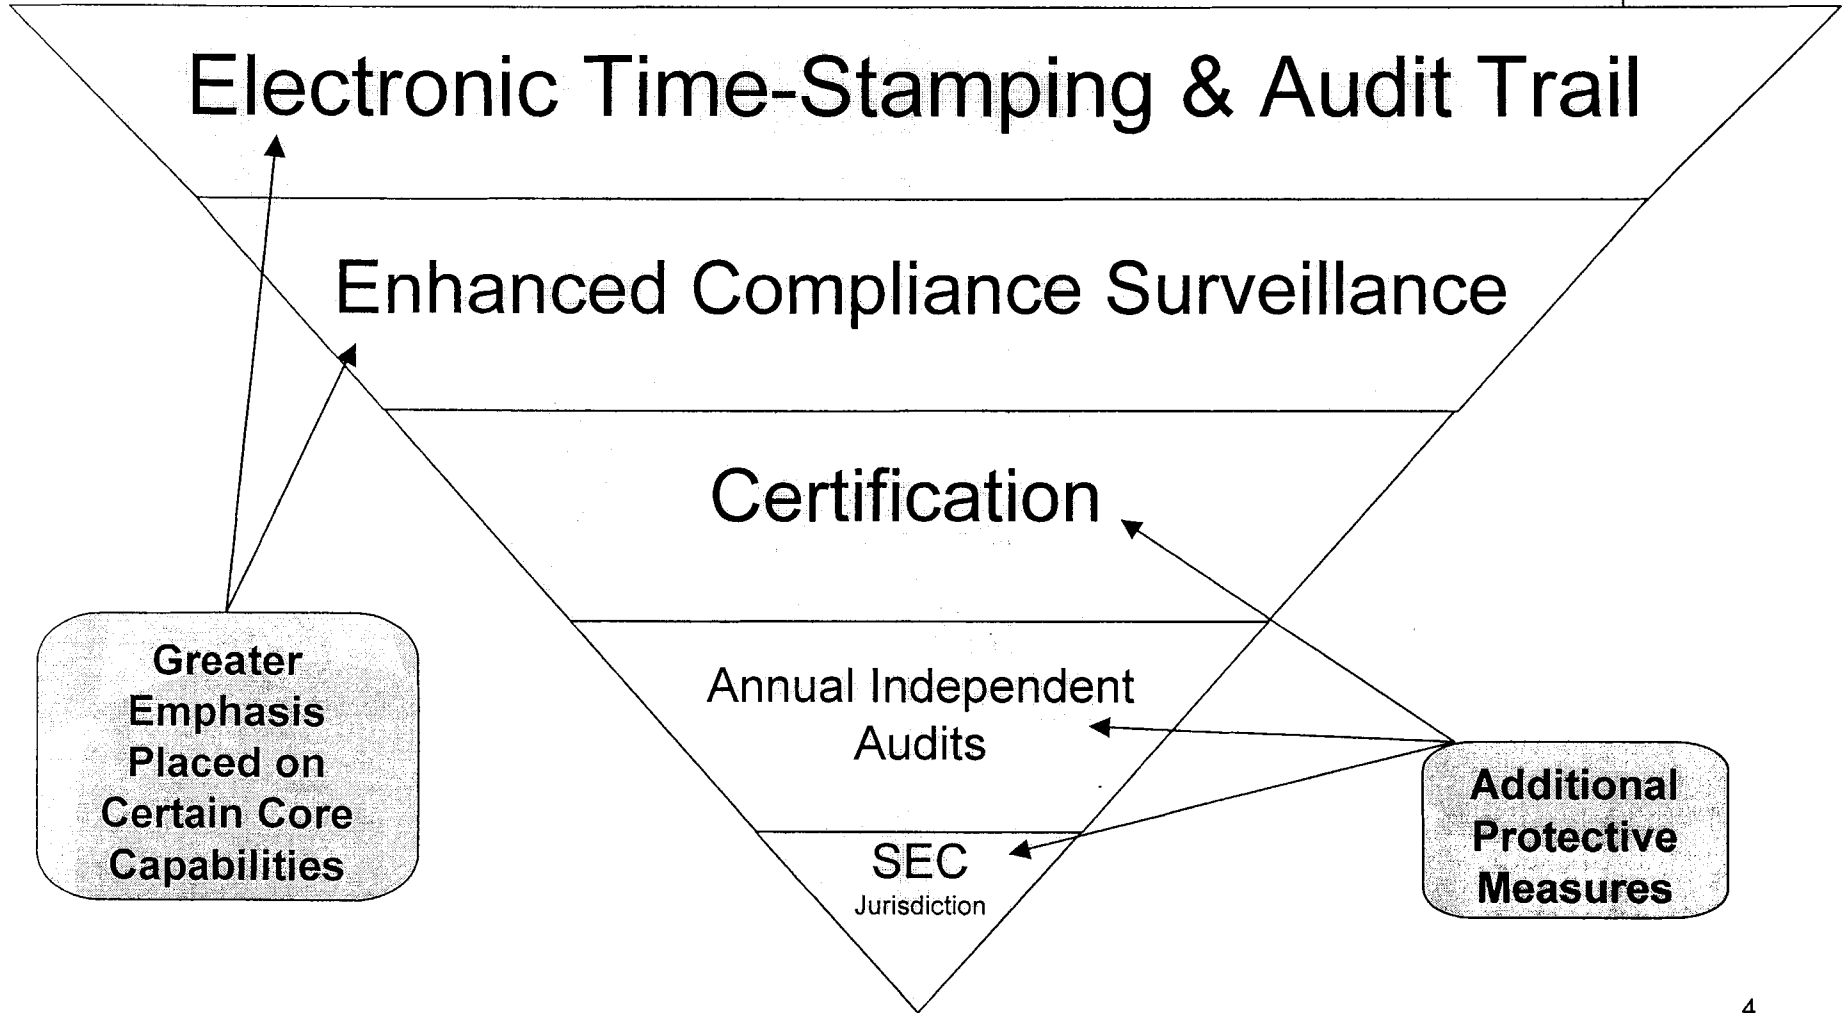 Electronic Time-Stamping & Audit Trail
Enhanced Compliance Surveillance
Certification
Annual Independent
Audits
SEC
Jurisdiction
Greater
Emphasis
Placed on
Certain Core
Capabilities
Additional
Protective
Measures
4